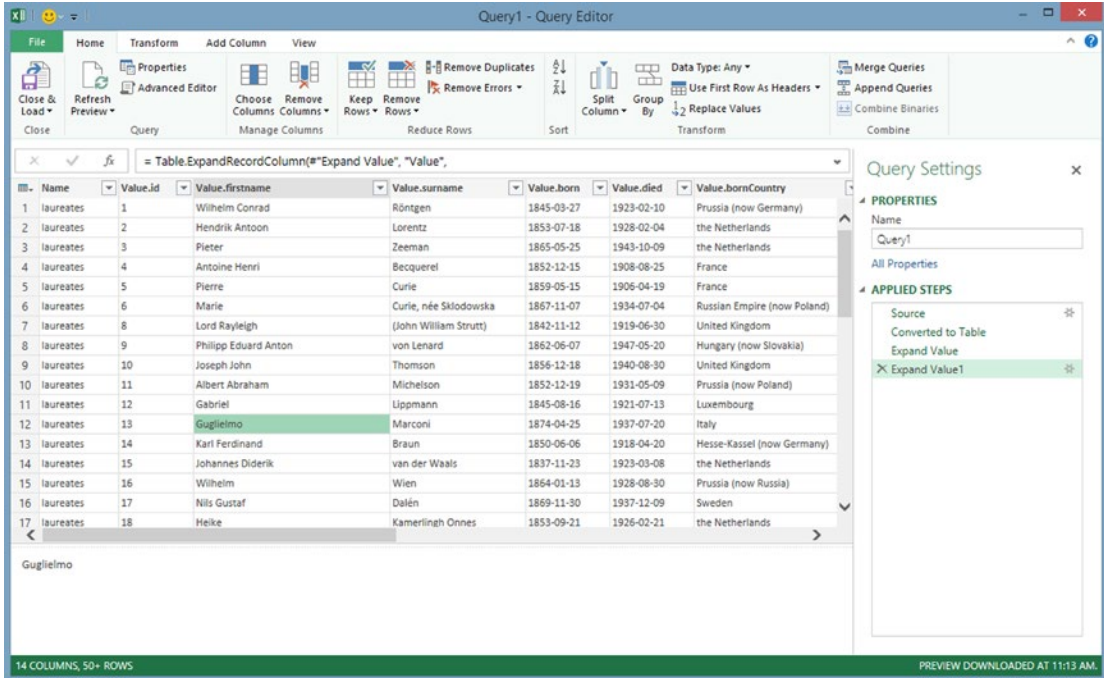 Query1 - Query Editor
File Home Transform Add Column View
Close & Load
Refresh Preview
Properties
Advanced Editor
Choose Columns
Remove Columns
Keep Rows
Remove Rows
Remove Duplicates
Remove Errors
Split Column
Group By
Data Type: Any
Use First Row As Headers
Replace Values
Merge Queries
Append Queries
Combine Binaries
Close Query Manage Columns Reduce Rows Sort Transform Combine
fx = Table.ExpandRecordColumn(#"Expand Value", "Value",
Name Value.id Value.firstname Value.surname Value.born Value.died Value.bornCountry
1 laureates 1 Wilhelm Conrad Röntgen 1845-03-27 1923-02-10 Prussia (now Germany)
2 laureates 2 Hendrik Antoon Lorentz 1853-07-18 1928-02-04 the Netherlands
3 laureates 3 Pieter Zeeman 1865-05-25 1943-10-09 the Netherlands
4 laureates 4 Antoine Henri Becquerel 1852-12-15 1908-08-25 France
5 laureates 5 Pierre Curie 1859-05-15 1906-04-19 France
6 laureates 6 Marie Curie, née Sklodowska 1867-11-07 1934-07-04 Russian Empire (now Poland)
7 laureates 8 Lord Rayleigh (John William Strutt) 1842-11-12 1919-06-30 United Kingdom
8 laureates 9 Philipp Eduard Anton von Lenard 1862-06-07 1947-05-20 Hungary (now Slovakia)
9 laureates 10 Joseph John Thomson 1856-12-18 1940-08-30 United Kingdom
10 laureates 11 Albert Abraham Michelson 1852-12-19 1931-05-09 Prussia (now Poland)
11 laureates 12 Gabriel Lippmann 1845-08-16 1921-07-13 Luxembourg
12 laureates 13 Guglielmo Marconi 1874-04-25 1937-07-20 Italy
13 laureates 14 Karl Ferdinand Braun 1850-06-06 1918-04-20 Hesse-Kassel (now Germany)
14 laureates 15 Johannes Diderik van der Waals 1837-11-23 1923-03-08 the Netherlands
15 laureates 16 Wilhelm Wien 1864-01-13 1928-08-30 Prussia (now Russia)
16 laureates 17 Nils Gustaf Dalén 1869-11-30 1937-12-09 Sweden
17 laureates 18 Heike Kamerlingh Onnes 1853-09-21 1926-02-21 the Netherlands
Guglielmo
Query Settings
PROPERTIES
Name
Query1
All Properties
APPLIED STEPS
Source
Converted to Table
Expand Value
Expand Value1
14 COLUMNS, 50+ ROWS
PREVIEW DOWNLOADED AT 11:13 AM.